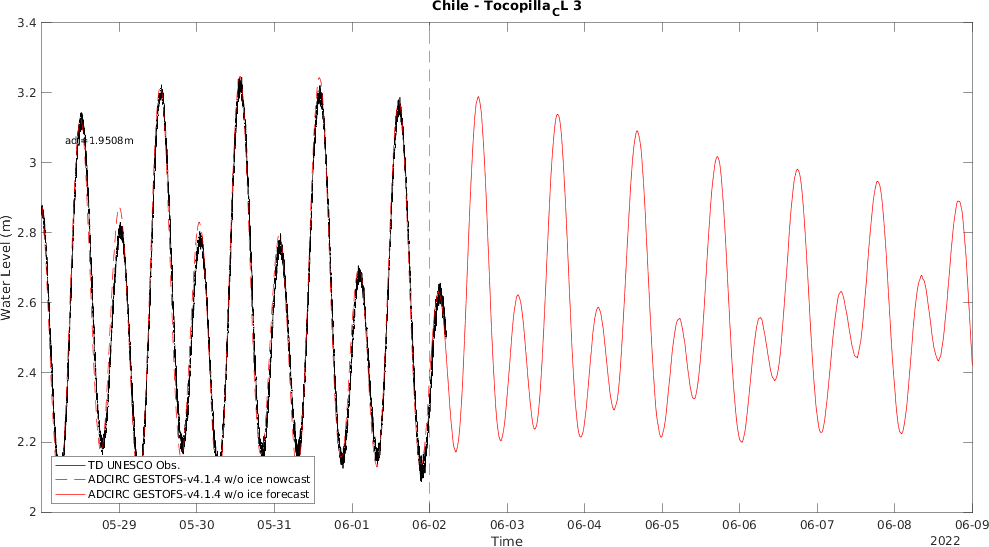 Chile - Tocopilla_CL 3
3.4
3.2
3
2.8
2.6
2.4
2.2
2
Water Level (m)
adj=1.9508m
TD UNESCO Obs.
ADCIRC GESTOFS-v4.1.4 w/o ice nowcast
ADCIRC GESTOFS-v4.1.4 w/o ice forecast
05-29 05-30 05-31 06-01 06-02 06-03 06-04 06-05 06-06 06-07 06-08 06-09
Time
2022